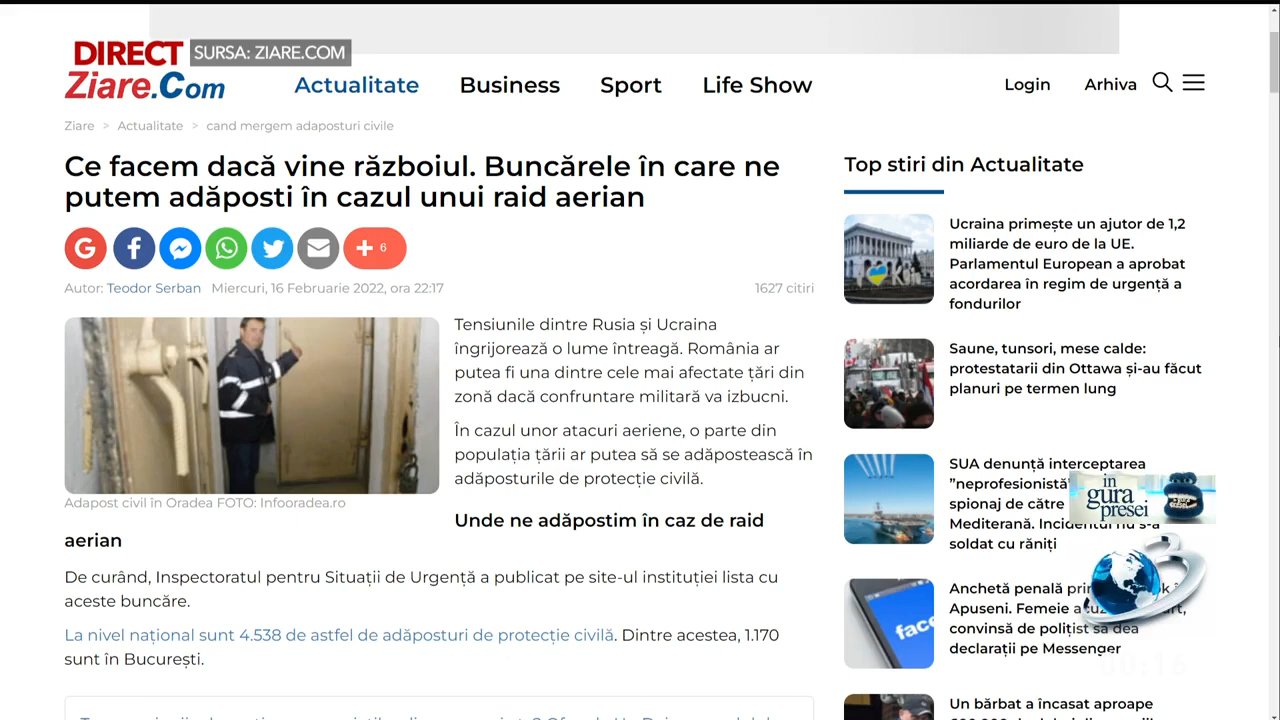 DIRECT
SURSA: ZIARE.COM
Ziare.Com
Actualitate
Business
Sport
Life Show
Login
Arhiva
Ziare > Actualitate > cand mergem adaposturi civile
Ce facem dacă vine războiul. Buncărele în care ne
putem adăposti în cazul unui raid aerian
G
+ 6
Autor: Teodor Serban Miercuri, 16 Februarie 2022, ora 22:17
1627 citiri
Adapost civil în Oradea FOTO: Infooradea.ro
Tensiunile dintre Rusia și Ucraina
îngrijorează o lume întreagă. România ar
putea fi una dintre cele mai afectate țări din
zonă dacă confruntare militară va izbucni.
În cazul unor atacuri aeriene, o parte din
populația țării ar putea să se adăpostească în
adăposturile de protecție civilă.
Unde ne adăpostim în caz de raid
aerian
De curând, Inspectoratul pentru Situații de Urgență a publicat pe site-ul instituției lista cu
aceste buncăre.
La nivel național sunt 4.538 de astfel de adăposturi de protecție civilă. Dintre acestea, 1.170
sunt în București.
Top stiri din Actualitate
Ucraina primește un ajutor de 1,2
miliarde de euro de la UE.
Parlamentul European a aprobat
acordarea în regim de urgență a
fondurilor
Saune, tunsori, mese calde:
protestatarii din Ottawa și-au făcut
planuri pe termen lung
SUA denunță interceptarea
”neprofesionistă
spionaj de către
Mediterană. Incidentul nu s-a
soldat cu răniți
Anchetă penală
Apuseni. Femeie
convinsă de polițist să dea
declarații pe Messenger
face
Un bărbat a încasat aproape
in
gura
presei
3
00:16